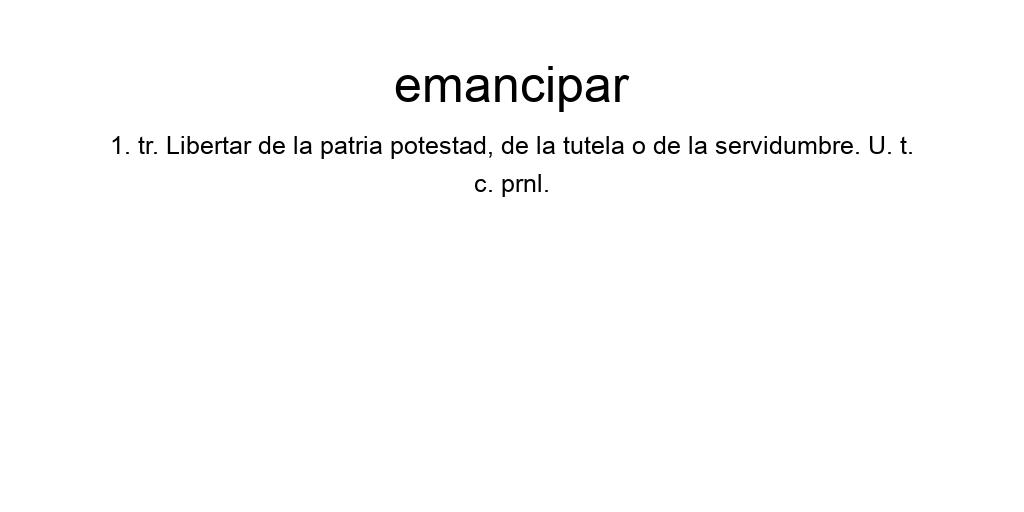 emancipar
1. tr. Libertar de la patria potestad, de la tutela o de la servidumbre. U. t.
c. prnl.